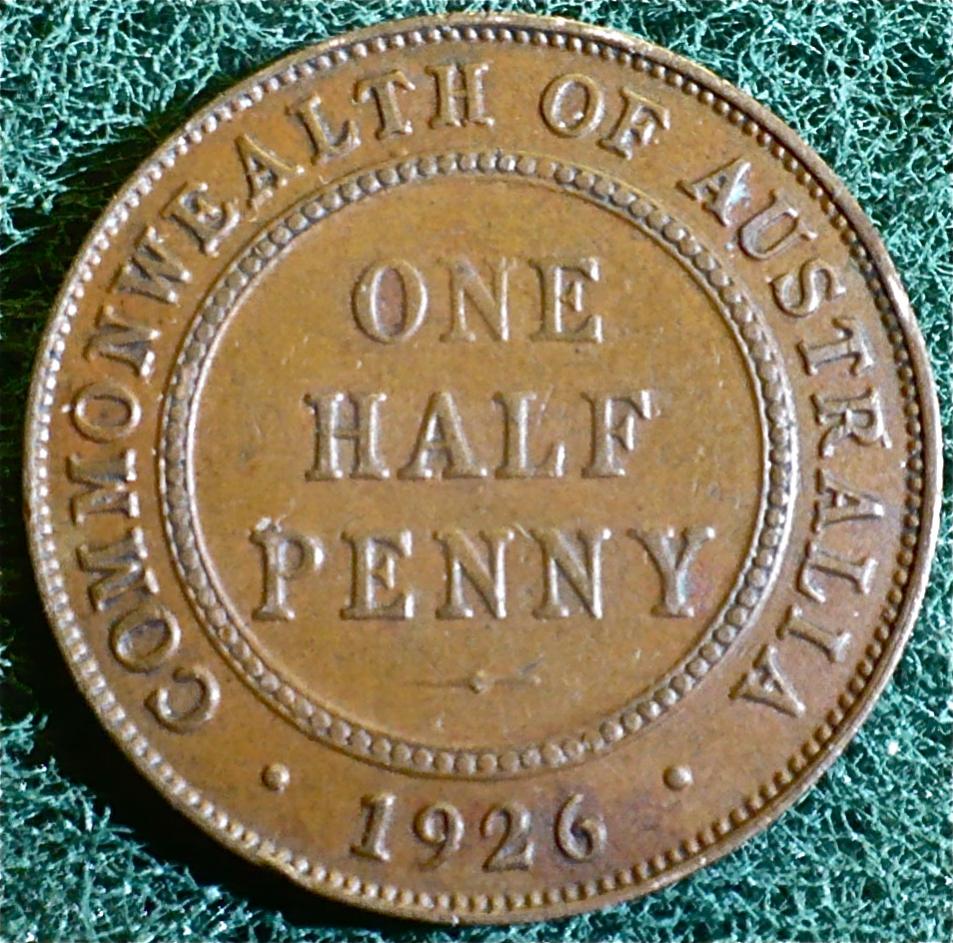 COMMONWEALTH OF AUSTRALIA
ONE
HALF
PENNY
1926